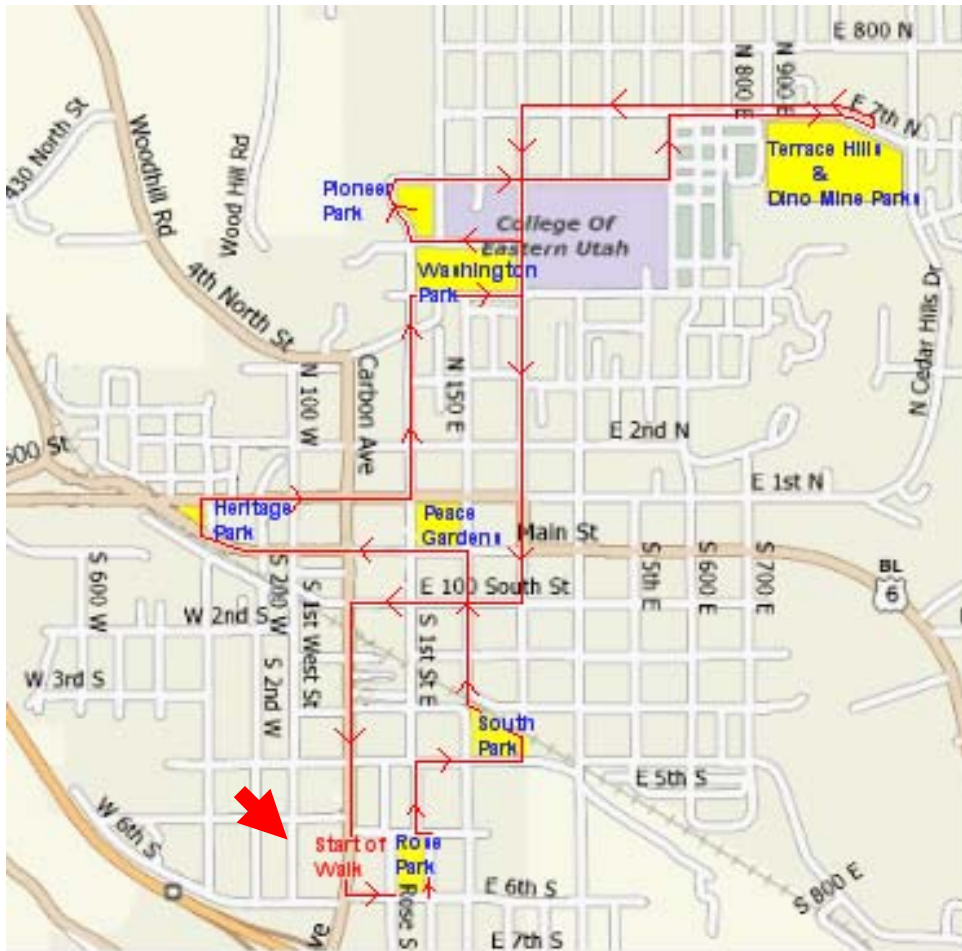 E 800 N
N 800 E
N 900 E
E 7th N
430 North St
Woodhill Rd
Wood Hill Rd
Terrace Hills
&
Dino Mine Parks
Pioneer
Park
College Of
Eastern Utah
Washington
Park
4th North St
N Cedar Hills Dr
Carbon Ave
N 100 W
N 150 E
E 2nd N
600 St
E 1st N
Heritage
Park
Peace
Gardens
Main St
S 600 W
S 200 W
S 1st West St
E 100 South St
S 5th E
S 600 E
S 700 E
BL
6
W 2nd S
S 1st St E
W 3rd S
S 2nd W
South
Park
E 5th S
W 6th S
Start of
Walk
Rose
Park
Rose S
E 6th S
S 800 E
ve
E 7th S